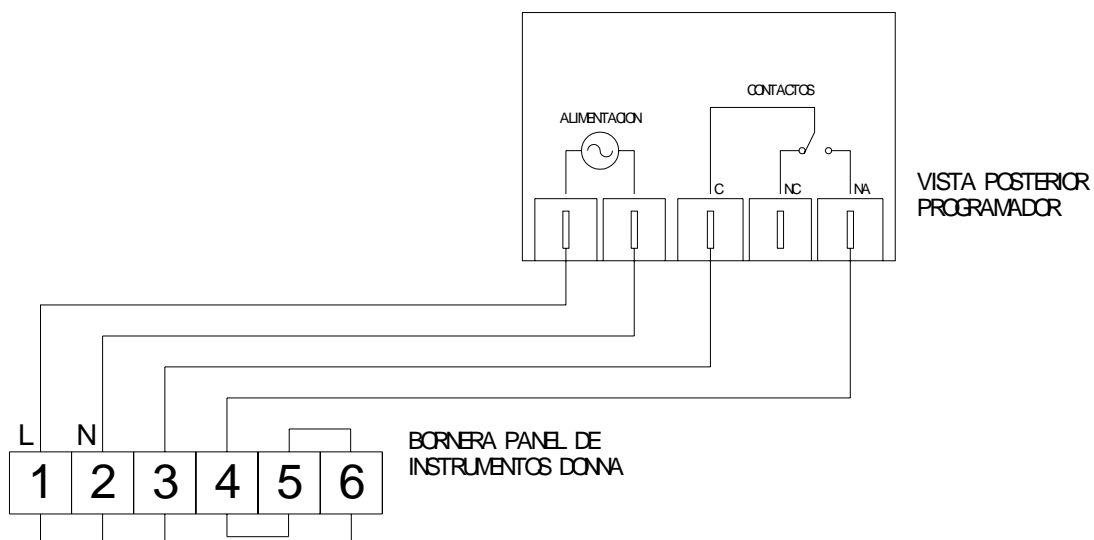 CONTACTOS
ALIMENTACION
C NC NA
VISTA POSTERIOR
PROGRAMADOR
L N
BORNERA PANEL DE
INSTRUMENTOS DONNA
1 2 3 4 5 6